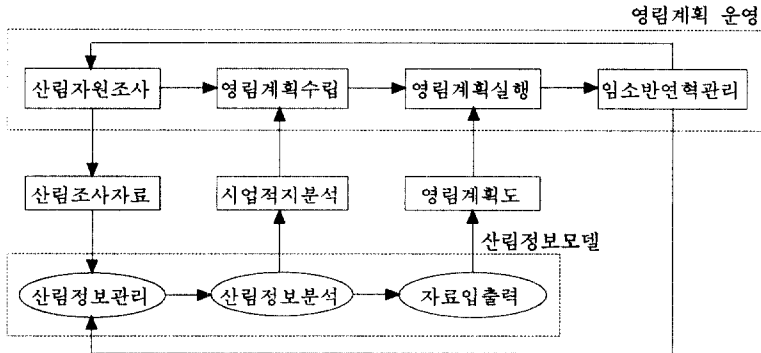 영림계획 운영
산림자원조사
영림계획수립
영림계획실행
임소반연혁관리
산림조사자료
시업적지분석
영림계획도
산림정보모델
산림정보관리
산림정보분석
자료입출력